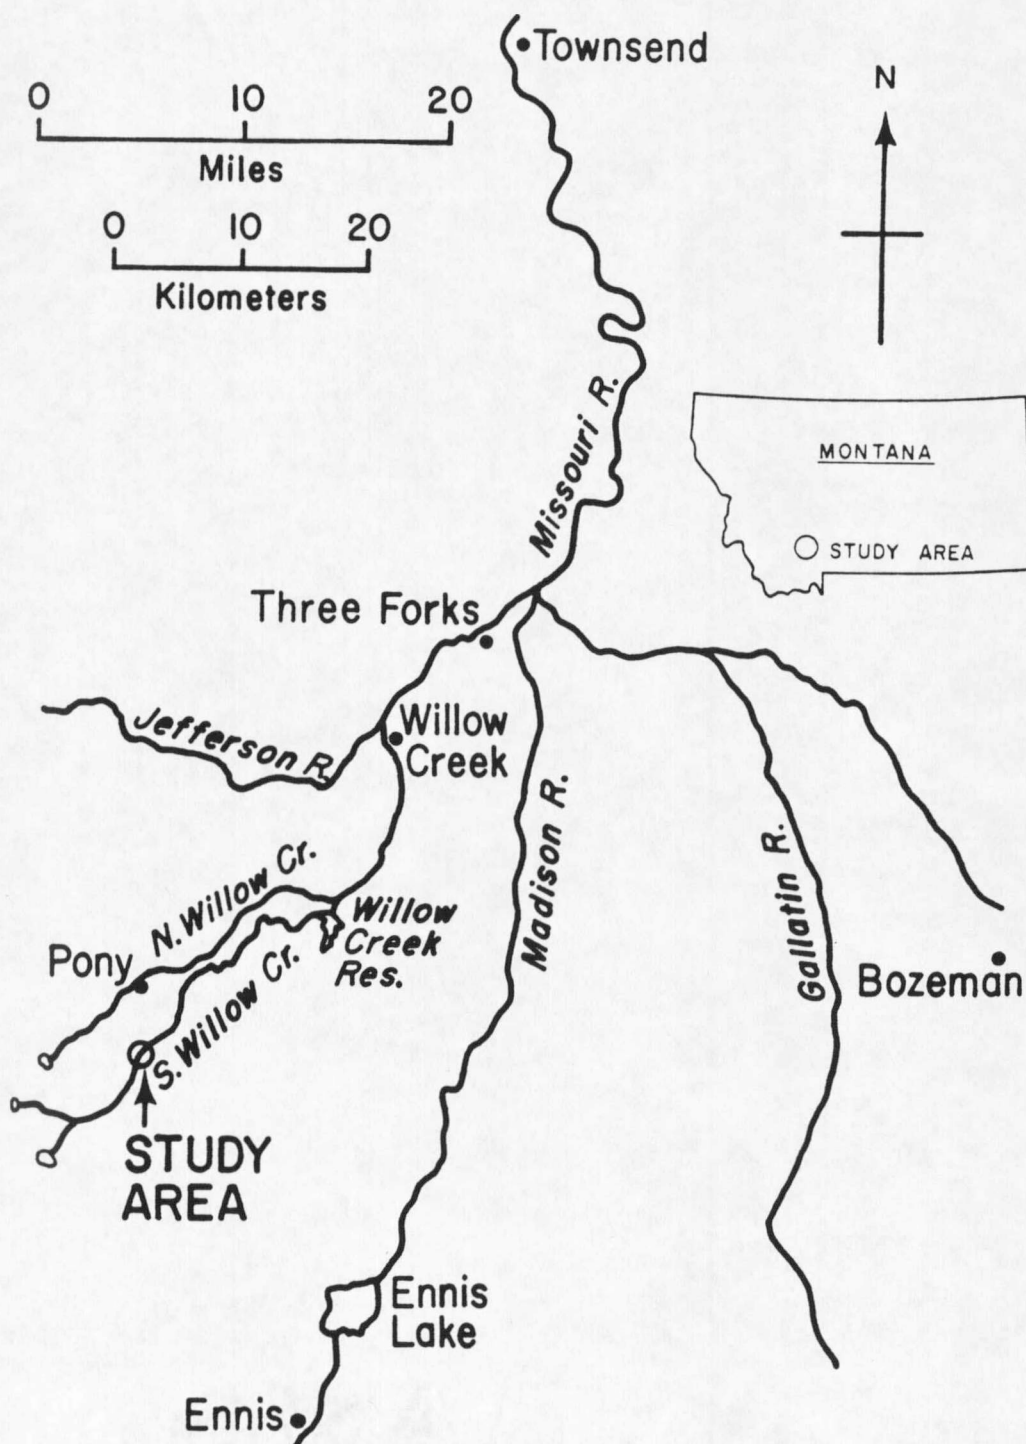 Townsend
0 10 20
Miles
0 10 20
Kilometers
N
Missouri R.
MONTANA
STUDY AREA
Three Forks
Jefferson R.
Willow
Creek
Madison R.
Gallatin R.
N. Willow Cr.
Willow
Creek
Res.
Pony
S. Willow Cr.
Bozeman
STUDY
AREA
Ennis
Lake
Ennis